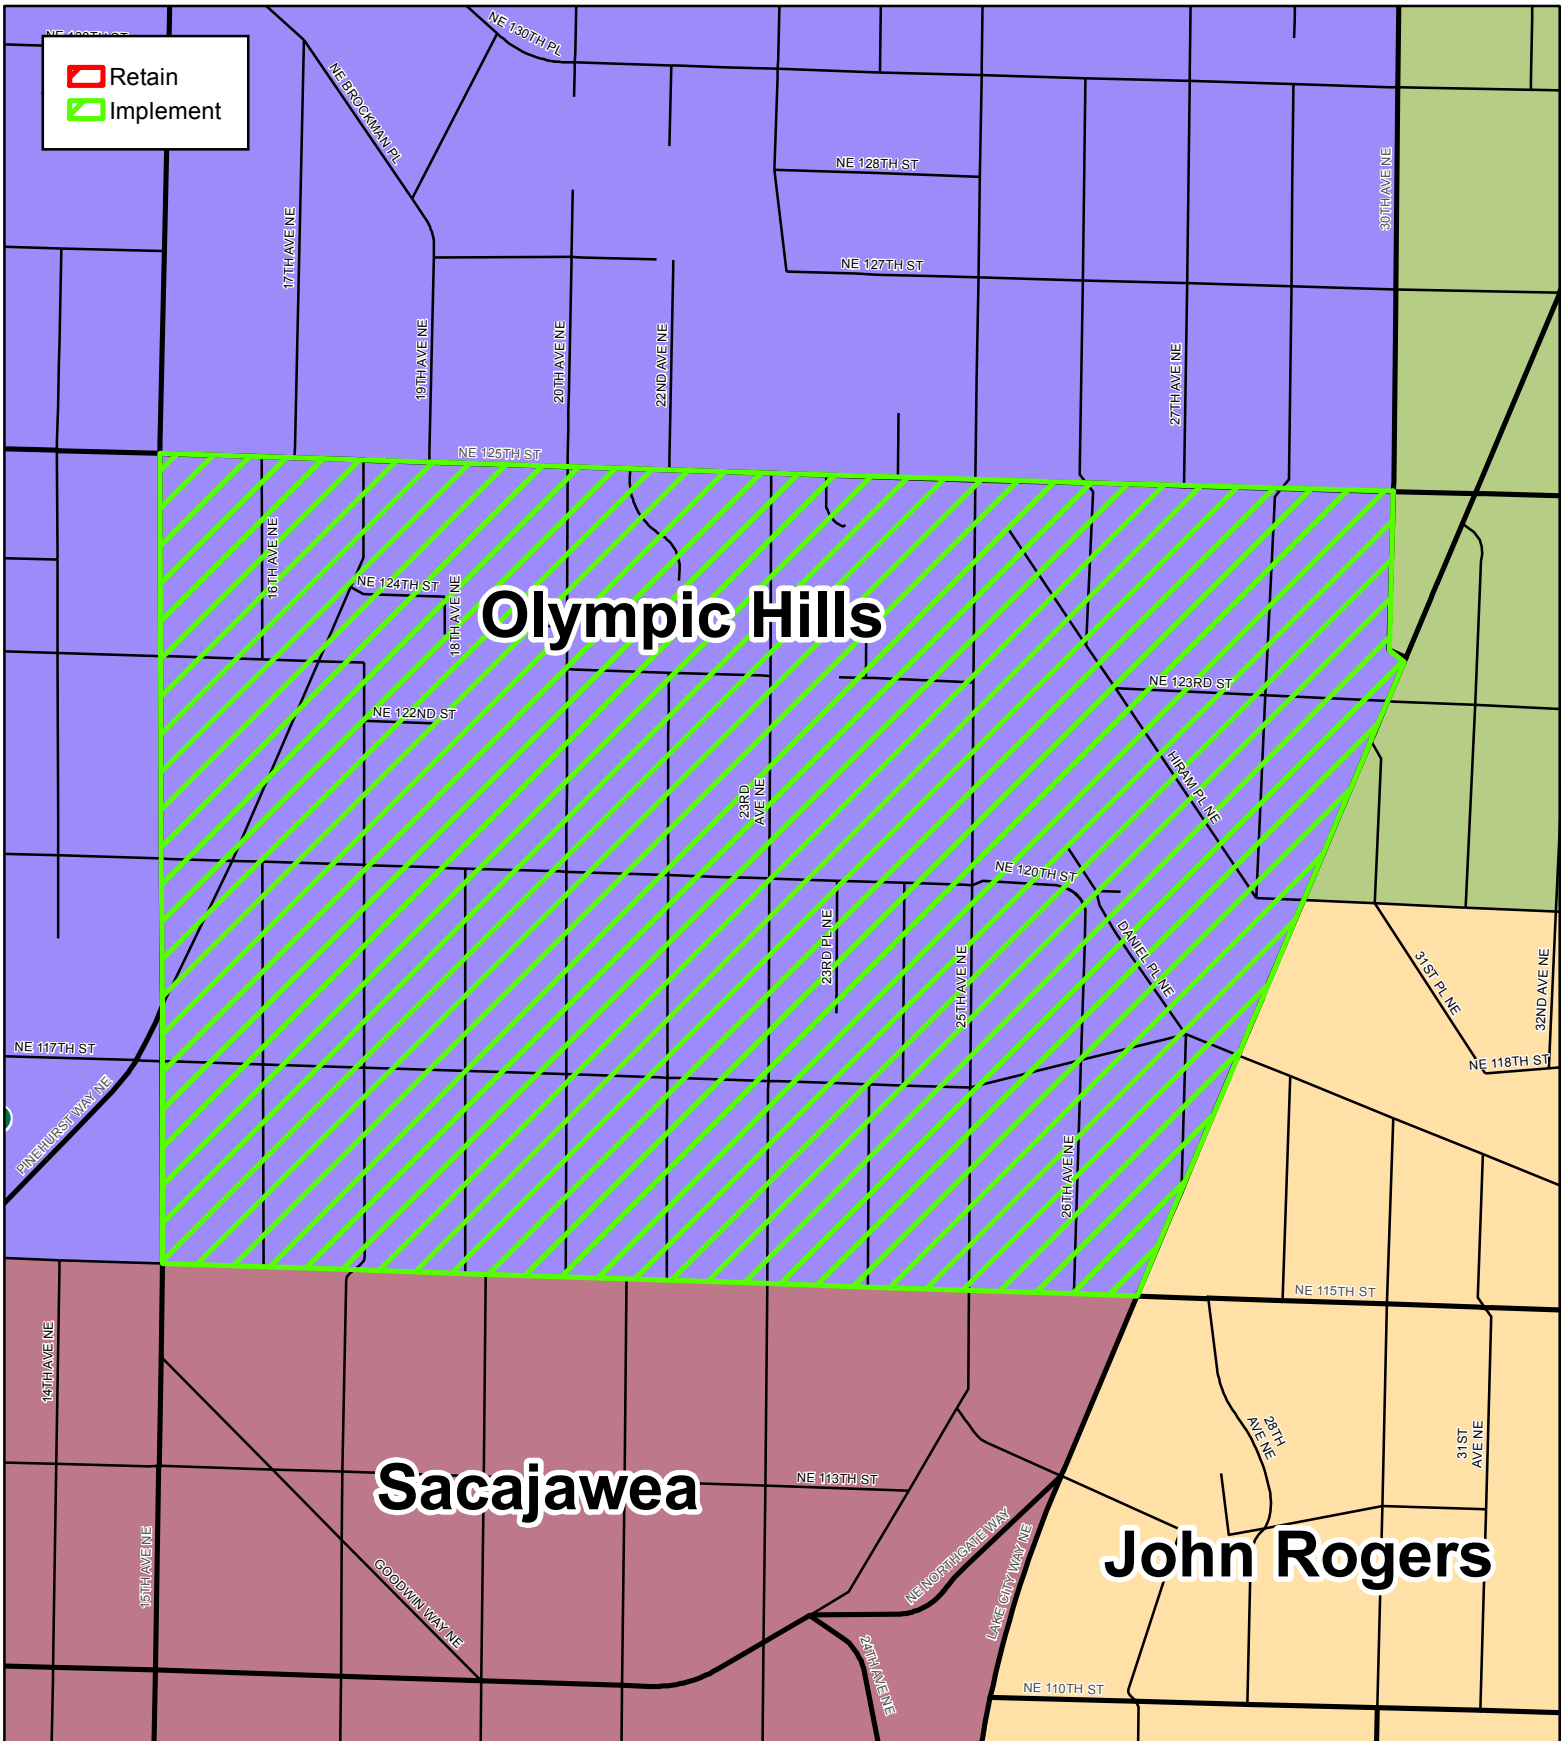 NE 130TH PL
Retain
Implement
NE BROCKMAN PL
NE 128TH ST
30TH AVE NE
17TH AVE NE
NE 127TH ST
19TH AVE NE
20TH AVE NE
22ND AVE NE
27TH AVE NE
NE 125TH ST
16TH AVE NE
NE 124TH ST
18TH AVE NE
Olympic Hills
NE 123RD ST
NE 122ND ST
HIRAM PL NE
23RD
AVE NE
NE 120TH ST
23RD PL NE
25TH AVE NE
DANIEL PL NE
31ST PL NE
32ND AVE NE
NE 117TH ST
NE 118TH ST
PINEHURST WAY NE
26TH AVE NE
NE 115TH ST
14TH AVE NE
28TH
AVE NE
31ST
AVE NE
Sacajawea
NE 113TH ST
15TH AVE NE
GOODWIN WAY NE
NE NORTHGATE WAY
LAKE CITY WAY NE
John Rogers
24TH AVE NE
NE 110TH ST